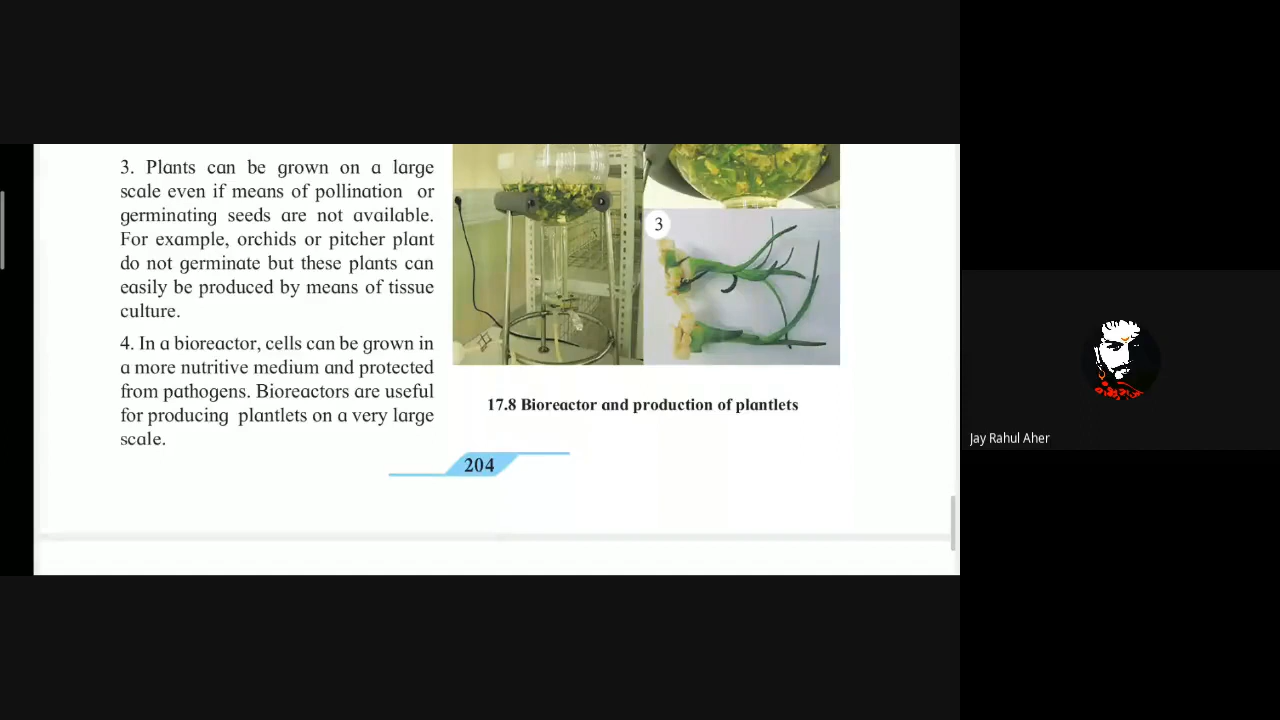 3. Plants can be grown on a large
scale even if means of pollination or
germinating seeds are not available.
For example, orchids or pitcher plant
do not germinate but these plants can
easily be produced by means of tissue
culture.
4. In a bioreactor, cells can be grown in
a more nutritive medium and protected
from pathogens. Bioreactors are useful
for producing plantlets on a very large
scale.
3
17.8 Bioreactor and production of plantlets
204
Jay Rahul Aher